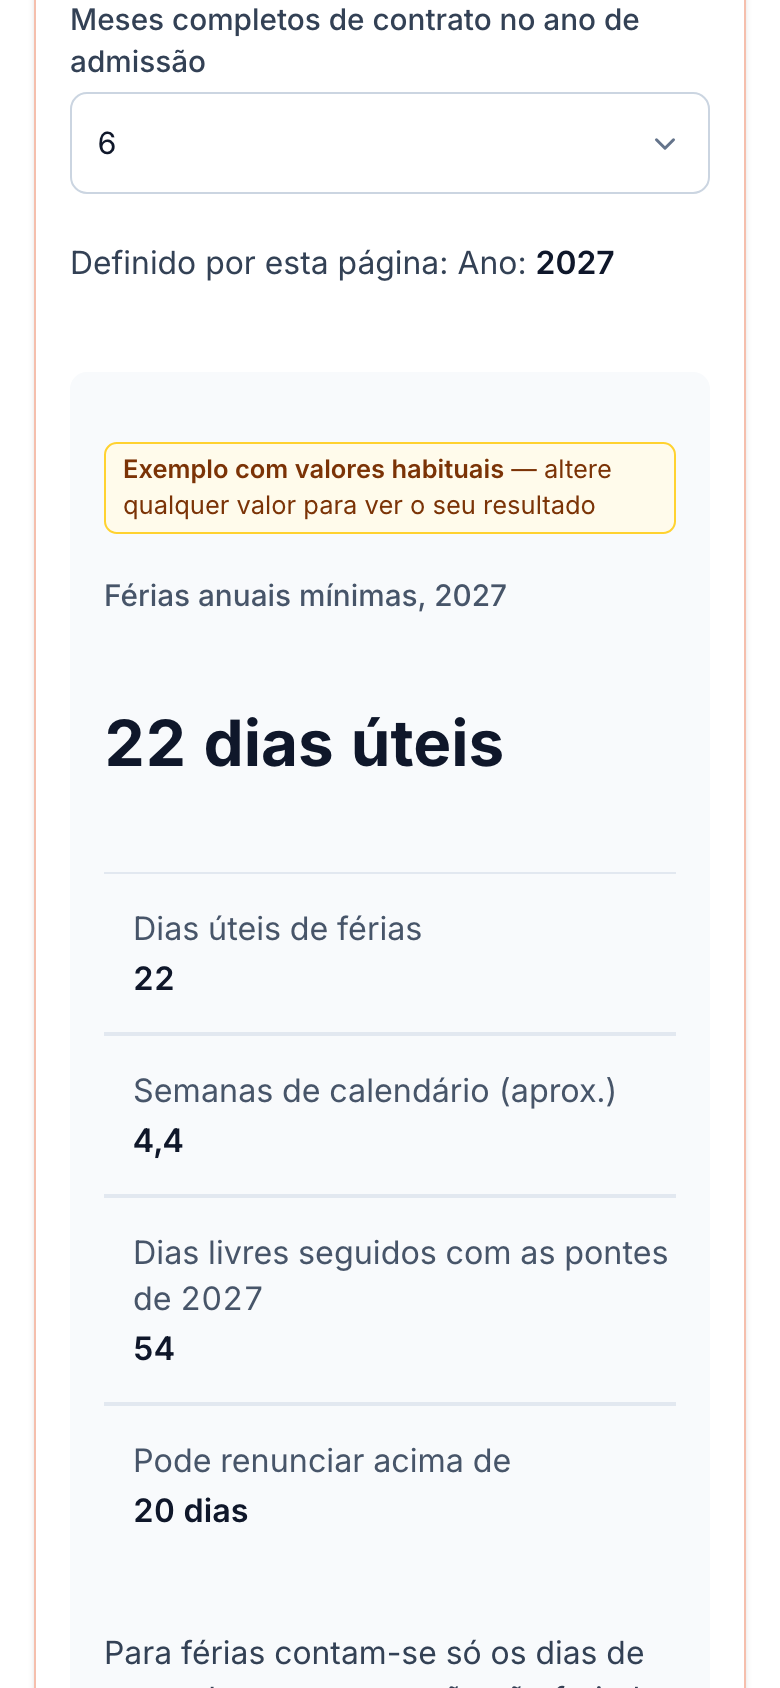 Meses completos de contrato no ano de
admissão
6
Definido por esta página: Ano: 2027
Exemplo com valores habituais — altere
qualquer valor para ver o seu resultado
Férias anuais mínimas, 2027
22 dias úteis
Dias úteis de férias
22
Semanas de calendário (aprox.)
4,4
Dias livres seguidos com as pontes
de 2027
54
Pode renunciar acima de
20 dias
Para férias contam-se só os dias de